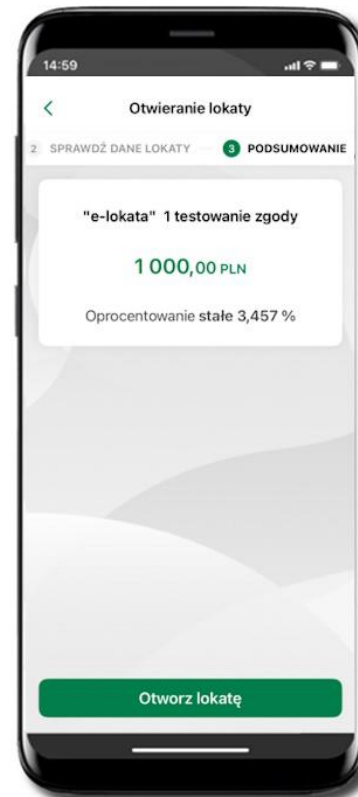 14:59
Otwieranie lokaty
2 SPRAWDŹ DANE LOKATY 3 PODSUMOWANIE
"e-lokata" 1 testowanie zgody
1 000,00 PLN
Oprocentowanie stałe 3,457 %
Otworz lokatę